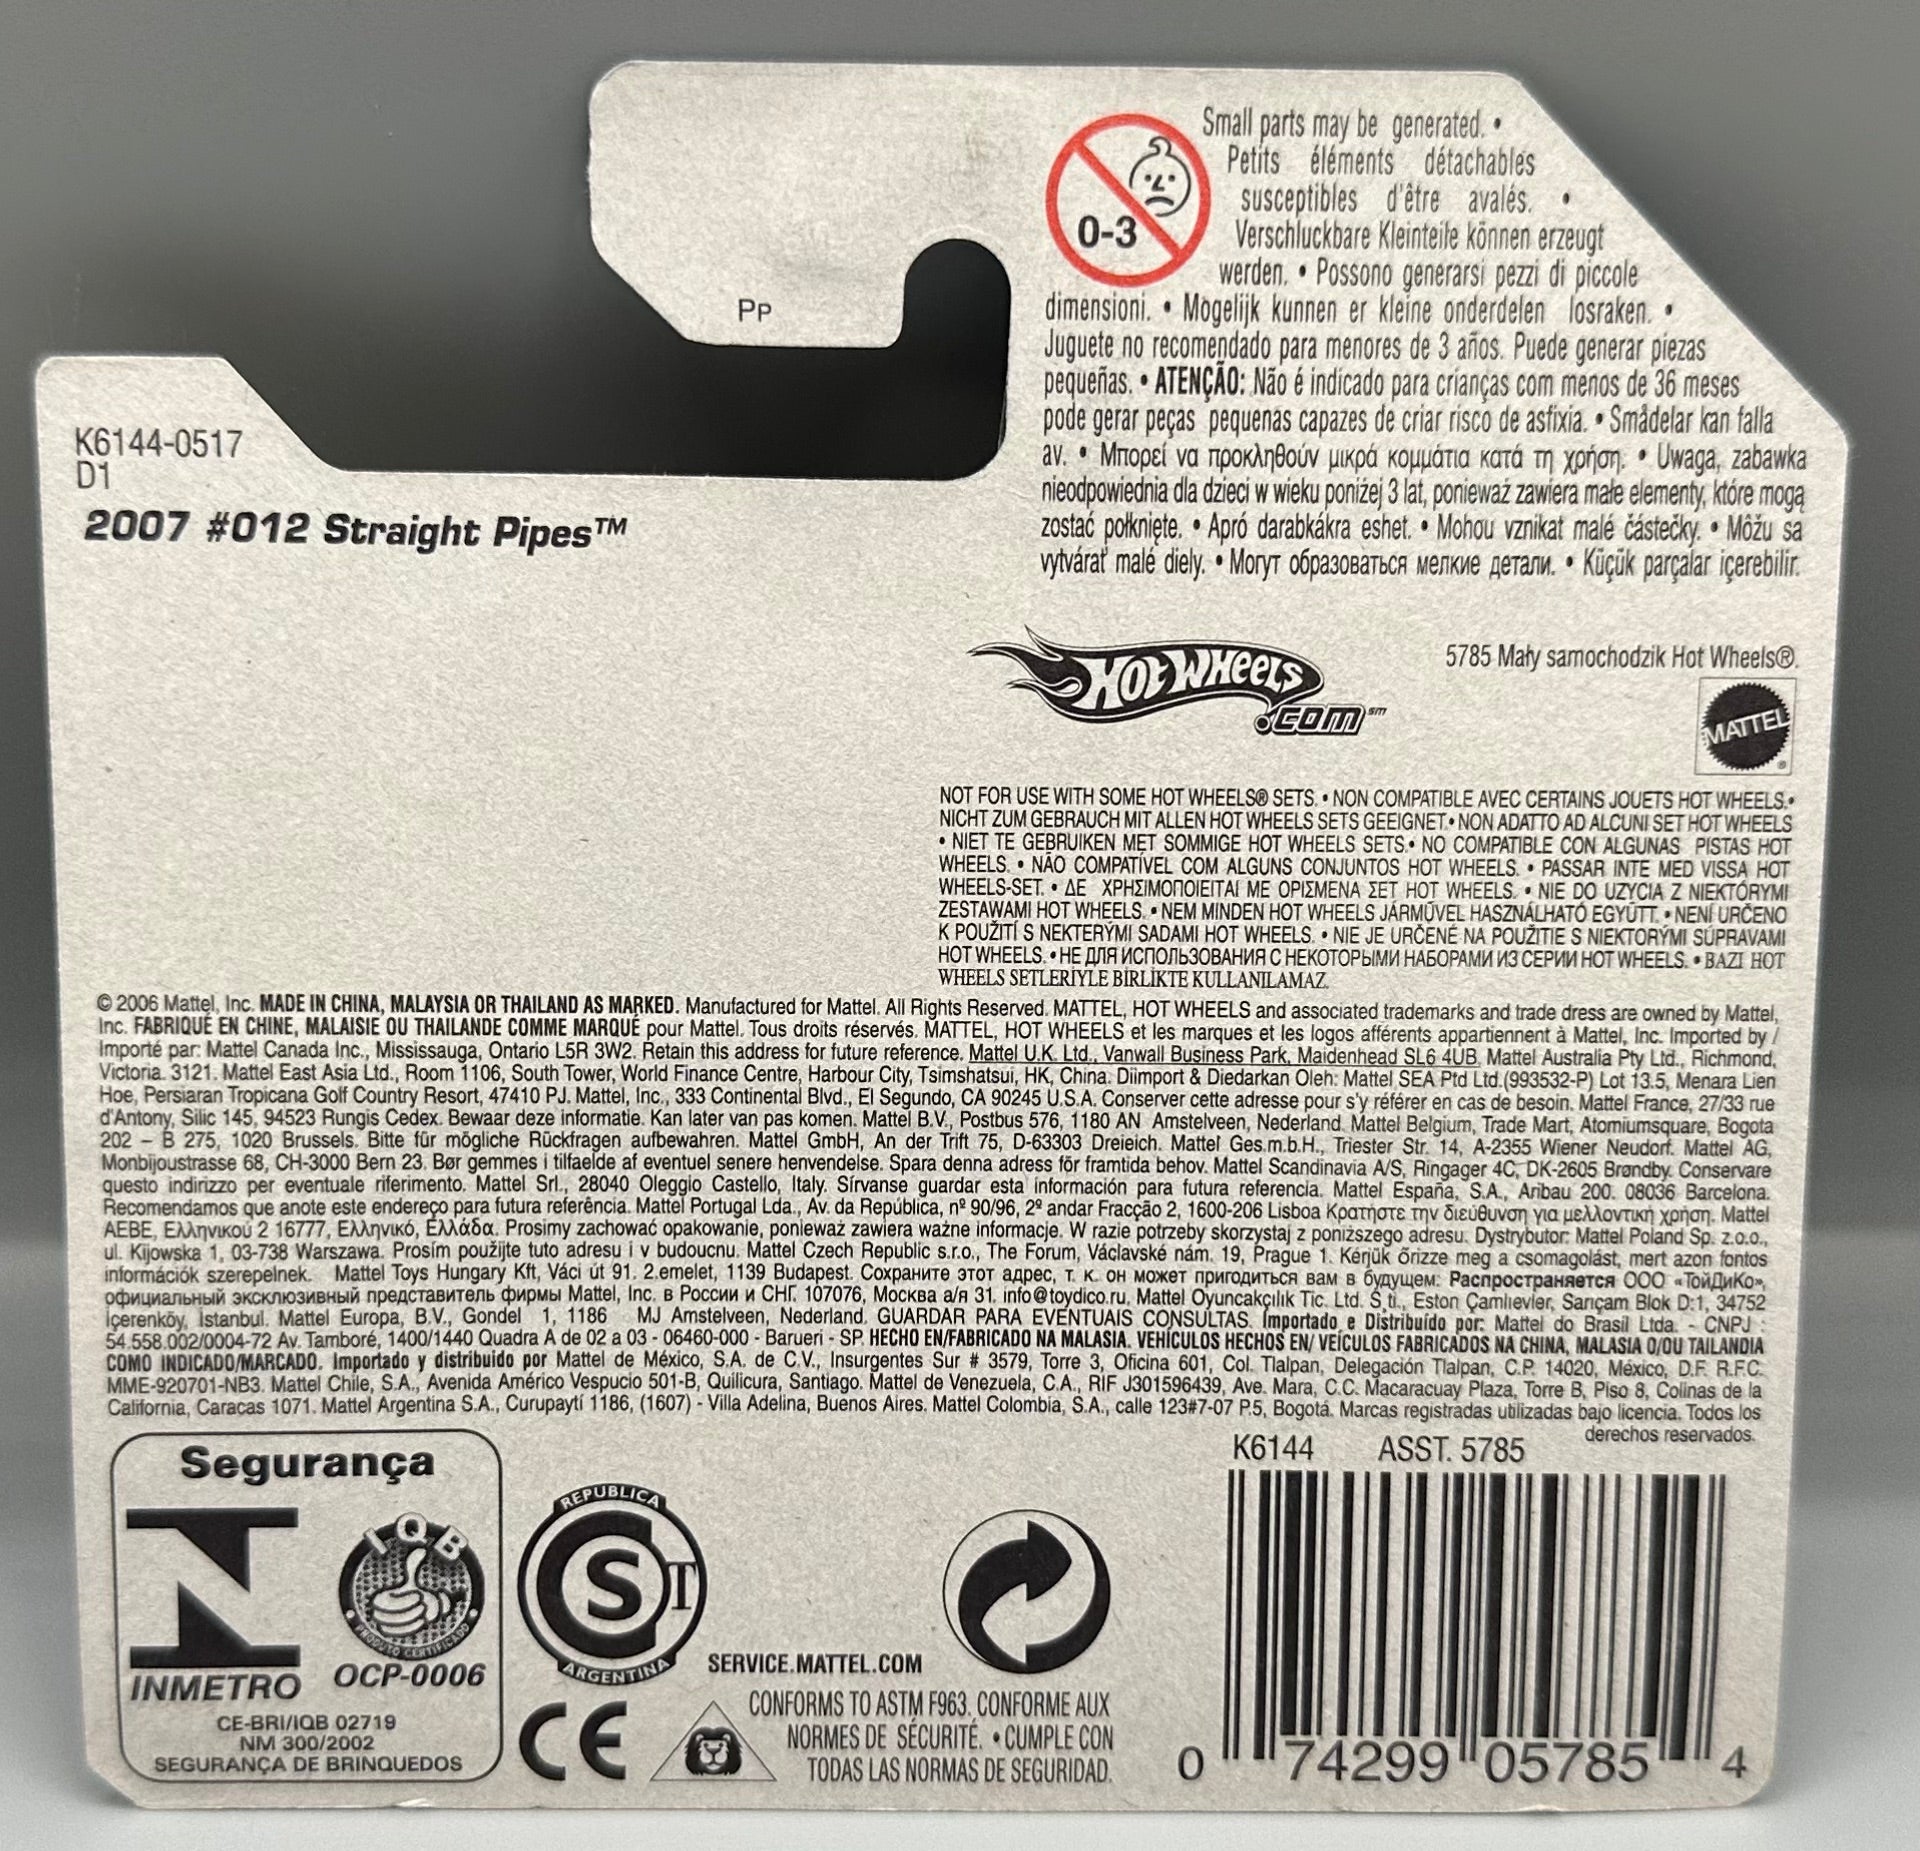 Small parts may be generated. •
Petits éléments détachables
susceptibles d'être avalés. •
Verschluckbare Kleinteile können erzeugt
0-3
werden. • Possono generarsi pezzi di piccole
dimensioni. • Mogelijk kunnen er kleine onderdelen losraken. •
Juguete no recomendado para menores de 3 años. Puede generar piezas
pequeñas. • ATENÇÃO: Não é indicado para crianças com menos de 36 meses
pode gerar peças pequenas capazes de criar risco de asfixia. • Smådelar kan falla
av. • Μπορεί να προκληθούν μικρά κομμάτια κατά τη χρήση. • Uwaga, zabawka
nieodpowiednia dla dzieci w wieku poniżej 3 lat, ponieważ zawiera małe elementy, które mogą
zostać połknięte. • Apró darabkákra eshet. • Mohou vznikat malé částečky. • Môžu sa
vytvárať malé diely. • Могут образоваться мелкие детали. • Küçük parçalar içerebilir.
Pp
K6144-0517
D1
2007 #012 Straight Pipes™
HOT WHEELS
.COM℠
5785 Mały samochodzik Hot Wheels®.
MATTEL
®
NOT FOR USE WITH SOME HOT WHEELS® SETS. • NON COMPATIBLE AVEC CERTAINS JOUETS HOT WHEELS.•
NICHT ZUM GEBRAUCH MIT ALLEN HOT WHEELS SETS GEEIGNET.• NON ADATTO AD ALCUNI SET HOT WHEELS
• NIET TE GEBRUIKEN MET SOMMIGE HOT WHEELS SETS.• NO COMPATIBLE CON ALGUNAS PISTAS HOT
WHEELS. • NÃO COMPATÍVEL COM ALGUNS CONJUNTOS HOT WHEELS. • PASSAR INTE MED VISSA HOT
WHEELS-SET. • ΔΕ ΧΡΗΣΙΜΟΠΟΙΕΙΤΑΙ ΜΕ ΟΡΙΣΜΕΝΑ ΣΕΤ HOT WHEELS. • NIE DO UŻYCIA Z NIEKTÓRYMI
ZESTAWAMI HOT WHEELS. • NEM MINDEN HOT WHEELS JÁRMŰVEL HASZNÁLHATÓ EGYÜTT. • NENÍ URČENO
K POUŽITÍ S NEKTERÝMI SADAMI HOT WHEELS. • NIE JE URČENÉ NA POUŽITIE S NIEKTORÝMI SÚPRAVAMI
HOT WHEELS. • НЕ ДЛЯ ИСПОЛЬЗОВАНИЯ С НЕКОТОРЫМИ НАБОРАМИ ИЗ СЕРИИ HOT WHEELS. • BAZI HOT
WHEELS SETLERİYLE BİRLİKTE KULLANILAMAZ.
© 2006 Mattel, Inc. MADE IN CHINA, MALAYSIA OR THAILAND AS MARKED. Manufactured for Mattel. All Rights Reserved. MATTEL, HOT WHEELS and associated trademarks and trade dress are owned by Mattel,
Inc. FABRIQUÉ EN CHINE, MALAISIE OU THAILANDE COMME MARQUÉ pour Mattel. Tous droits réservés. MATTEL, HOT WHEELS et les marques et les logos afférents appartiennent à Mattel, Inc. Imported by /
Importé par: Mattel Canada Inc., Mississauga, Ontario L5R 3W2. Retain this address for future reference. Mattel U.K. Ltd., Vanwall Business Park, Maidenhead SL6 4UB. Mattel Australia Pty Ltd., Richmond,
Victoria. 3121. Mattel East Asia Ltd., Room 1106, South Tower, World Finance Centre, Harbour City, Tsimshatsui, HK, China. Diimport & Diedarkan Oleh: Mattel SEA Ptd Ltd.(993532-P) Lot 13.5, Menara Lien
Hoe, Persiaran Tropicana Golf Country Resort, 47410 PJ. Mattel, Inc., 333 Continental Blvd., El Segundo, CA 90245 U.S.A. Conserver cette adresse pour s'y référer en cas de besoin. Mattel France, 27/33 rue
d'Antony, Silic 145, 94523 Rungis Cedex. Bewaar deze informatie. Kan later van pas komen. Mattel B.V., Postbus 576, 1180 AN Amstelveen, Nederland. Mattel Belgium, Trade Mart, Atomiumsquare, Bogota
202 – B 275, 1020 Brussels. Bitte für mögliche Rückfragen aufbewahren. Mattel GmbH, An der Trift 75, D-63303 Dreieich. Mattel Ges.m.b.H., Triester Str. 14, A-2355 Wiener Neudorf. Mattel AG,
Monbijoustrasse 68, CH-3000 Bern 23. Bør gemmes i tilfaelde af eventuel senere henvendelse. Spara denna adress för framtida behov. Mattel Scandinavia A/S, Ringager 4C, DK-2605 Brøndby. Conservare
questo indirizzo per eventuale riferimento. Mattel Srl., 28040 Oleggio Castello, Italy. Sírvanse guardar esta información para futura referencia. Mattel España, S.A., Aribau 200. 08036 Barcelona.
Recomendamos que anote este endereço para futura referência. Mattel Portugal Lda., Av. da República, nº 90/96, 2º andar Fracção 2, 1600-206 Lisboa Κρατήστε την διεύθυνση για μελλοντική χρήση. Mattel
AEBE, Ελληνικού 2 16777, Ελληνικό, Ελλάδα. Prosimy zachować opakowanie, ponieważ zawiera ważne informacje. W razie potrzeby skorzystaj z poniższego adresu. Dystrybutor: Mattel Poland Sp. z.o.o.,
ul. Kijowska 1, 03-738 Warszawa. Prosím použijte tuto adresu i v budoucnu. Mattel Czech Republic s.r.o., The Forum, Václavské nám. 19, Prague 1. Kérjük őrizze meg a csomagolást, mert azon fontos
információk szerepelnek. Mattel Toys Hungary Kft, Váci út 91. 2.emelet, 1139 Budapest. Сохраните этот адрес, т. к. он может пригодиться вам в будущем: Распространяется ООО «ТойДиКо»,
официальный эксклюзивный представитель фирмы Mattel, Inc. в России и СНГ. 107076, Москва а/я 31. info@toydico.ru, Mattel Oyuncakçılık Tic. Ltd. Ş.ti., Eston Çamlıevler, Sarıçam Blok D:1, 34752
İçerenköy, İstanbul. Mattel Europa, B.V., Gondel 1, 1186 MJ Amstelveen, Nederland. GUARDAR PARA EVENTUAIS CONSULTAS. Importado e Distribuído por: Mattel do Brasil Ltda. - CNPJ :
54.558.002/0004-72 Av. Tamboré, 1400/1440 Quadra A de 02 a 03 - 06460-000 - Barueri - SP. HECHO EN/FABRICADO NA MALASIA. VEHÍCULOS HECHOS EN/ VEÍCULOS FABRICADOS NA CHINA, MALASIA O/OU TAILANDIA
COMO INDICADO/MARCADO. Importado y distribuido por Mattel de México, S.A. de C.V., Insurgentes Sur # 3579, Torre 3, Oficina 601, Col. Tlalpan, Delegación Tlalpan, C.P. 14020, México, D.F. R.F.C.
MME-920701-NB3. Mattel Chile, S.A., Avenida Américo Vespucio 501-B, Quilicura, Santiago. Mattel de Venezuela, C.A., RIF J301596439, Ave. Mara, C.C. Macaracuay Plaza, Torre B, Piso 8, Colinas de la
California, Caracas 1071. Mattel Argentina S.A., Curupaytí 1186, (1607) - Villa Adelina, Buenos Aires. Mattel Colombia, S.A., calle 123#7-07 P.5, Bogotá. Marcas registradas utilizadas bajo licencia. Todos los
derechos reservados.
K6144 ASST. 5785
Segurança
IQB
PRODUTO CERTIFICADO
INMETRO
OCP-0006
CE-BRI/IQB 02719
NM 300/2002
SEGURANÇA DE BRINQUEDOS
REPUBLICA
S T
ARGENTINA
CE
SERVICE.MATTEL.COM
CONFORMS TO ASTM F963. CONFORME AUX
NORMES DE SÉCURITÉ. • CUMPLE CON
TODAS LAS NORMAS DE SEGURIDAD.
0 74299 05785 4